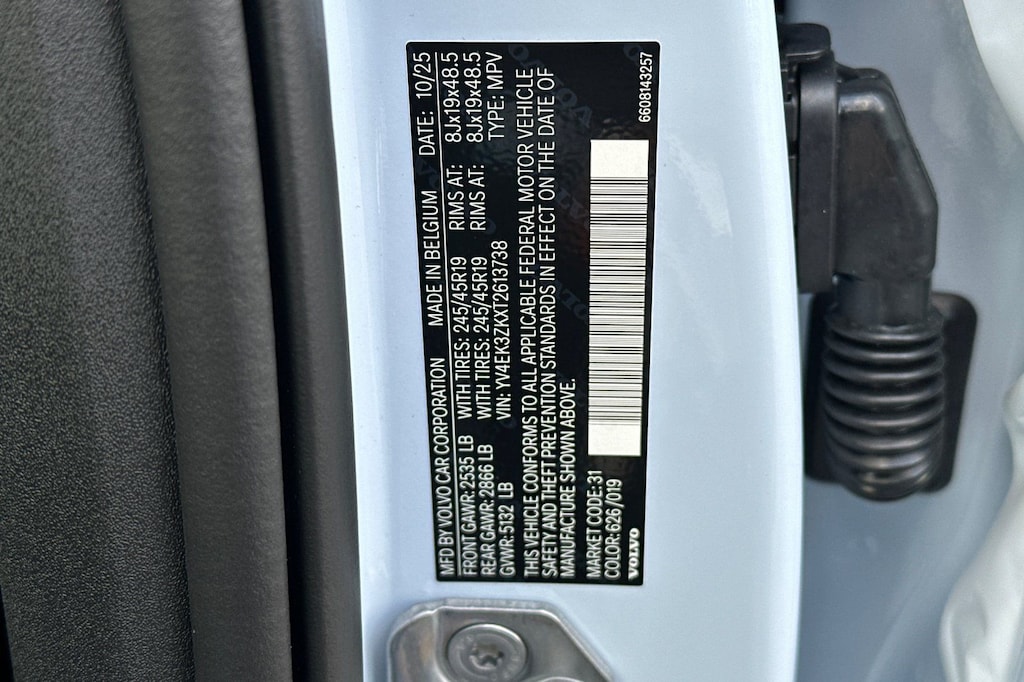 MFD BY VOLVO CAR CORPORATION MADE IN BELGIUM DATE: 10/25
FRONT GAWR: 2535 LB WITH TIRES: 245/45R19 RIMS AT: 8Jx19x48.5
REAR GAWR: 2866 LB WITH TIRES: 245/45R19 RIMS AT: 8Jx19x48.5
GVWR: 5132 LB VIN: YV4EK3ZKXT2613738 TYPE: MPV
THIS VEHICLE CONFORMS TO ALL APPLICABLE FEDERAL MOTOR VEHICLE
SAFETY AND THEFT PREVENTION STANDARDS IN EFFECT ON THE DATE OF
MANUFACTURE SHOWN ABOVE.
MARKET CODE: 31
COLOR: 626/019
VOLVO
6608143257